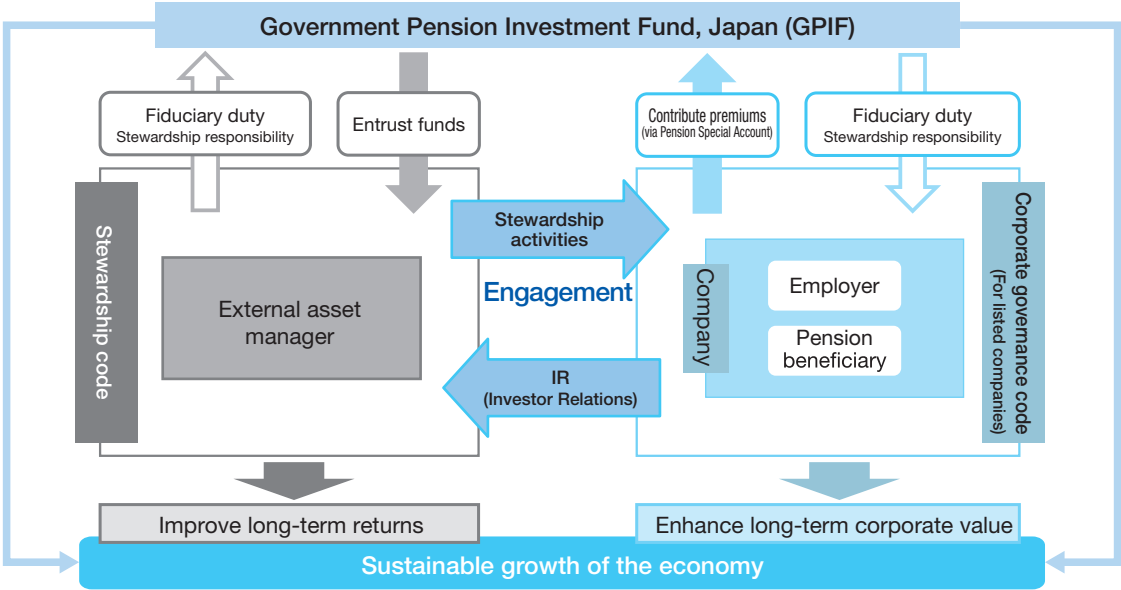 Government Pension Investment Fund, Japan (GPIF)
Fiduciary duty
Stewardship responsibility
Entrust funds
Contribute premiums
(via Pension Special Account)
Fiduciary duty
Stewardship responsibility
Stewardship code
External asset
manager
Stewardship
activities
Engagement
IR
(Investor Relations)
Company
Employer
Pension
beneficiary
Corporate governance code
(For listed companies)
Improve long-term returns
Enhance long-term corporate value
Sustainable growth of the economy